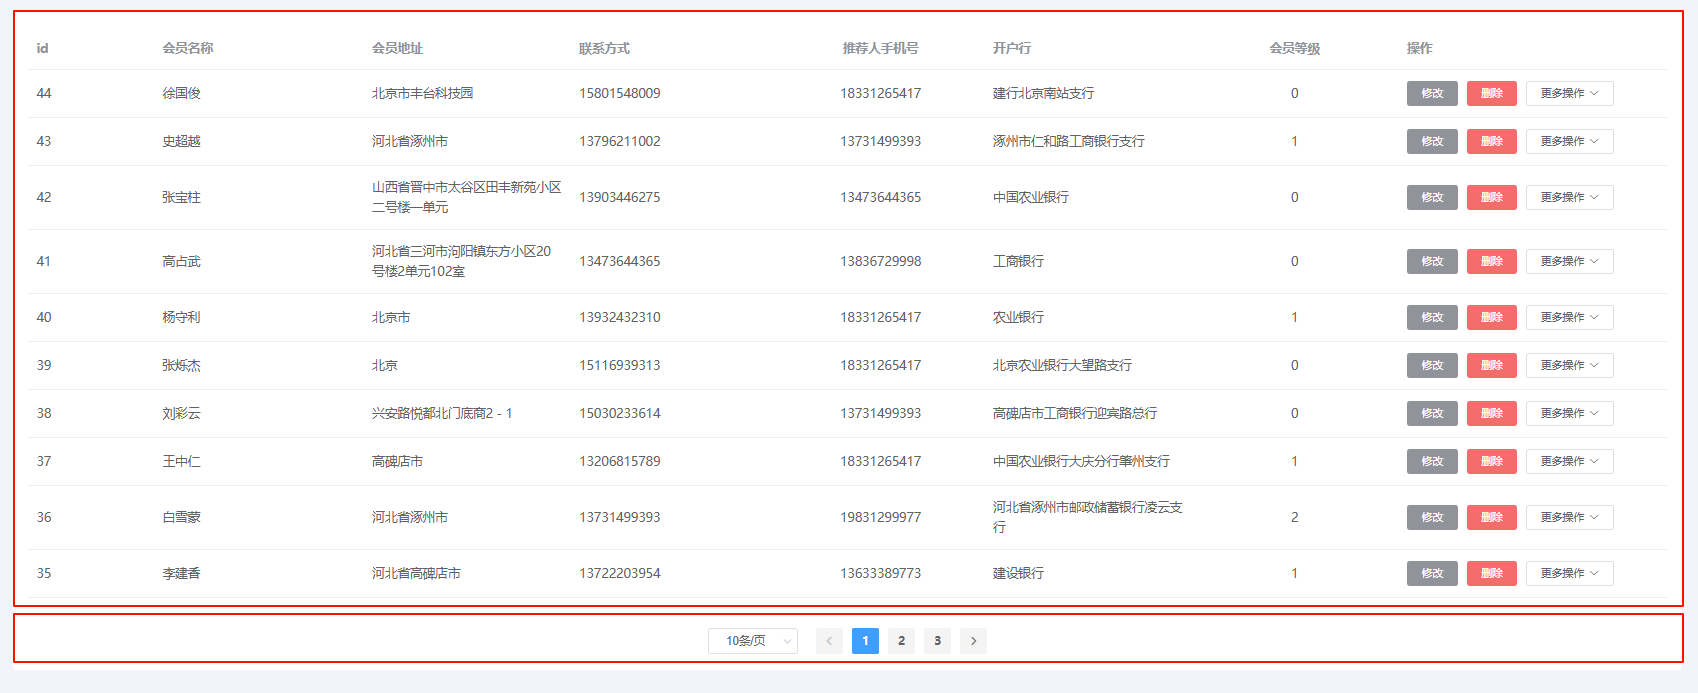 id 会员名称 会员地址 联系方式 推荐人手机号 开户行 会员等级 操作
44 徐国俊 北京市丰台科技园 15801548009 18331265417 建行北京南站支行 0 修改 删除 更多操作
43 史超越 河北省涿州市 13796211002 13731499393 涿州市仁和路工商银行支行 1 修改 删除 更多操作
山西省晋中市太谷区田丰新苑小区
42 张宝柱 13903446275 13473644365 中国农业银行 0 修改 删除 更多操作
二号楼一单元
河北省三河市泃阳镇东方小区20
41 高占武 13473644365 13836729998 工商银行 0 修改 删除 更多操作
号楼2单元102室
40 杨守利 北京市 13932432310 18331265417 农业银行 1 修改 删除 更多操作
39 张烁杰 北京 15116939313 18331265417 北京农业银行大望路支行 0 修改 删除 更多操作
38 刘彩云 兴安路悦都北门底商2 - 1 15030233614 13731499393 高碑店市工商银行迎宾路总行 0 修改 删除 更多操作
37 王中仁 高碑店市 13206815789 18331265417 中国农业银行大庆分行肇州支行 1 修改 删除 更多操作
河北省涿州市邮政储蓄银行凌云支
36 白雪蒙 河北省涿州市 13731499393 19831299977 2 修改 删除 更多操作
行
35 李建香 河北省高碑店市 13722203954 13633389773 建设银行 1 修改 删除 更多操作
10条/页 1 2 3